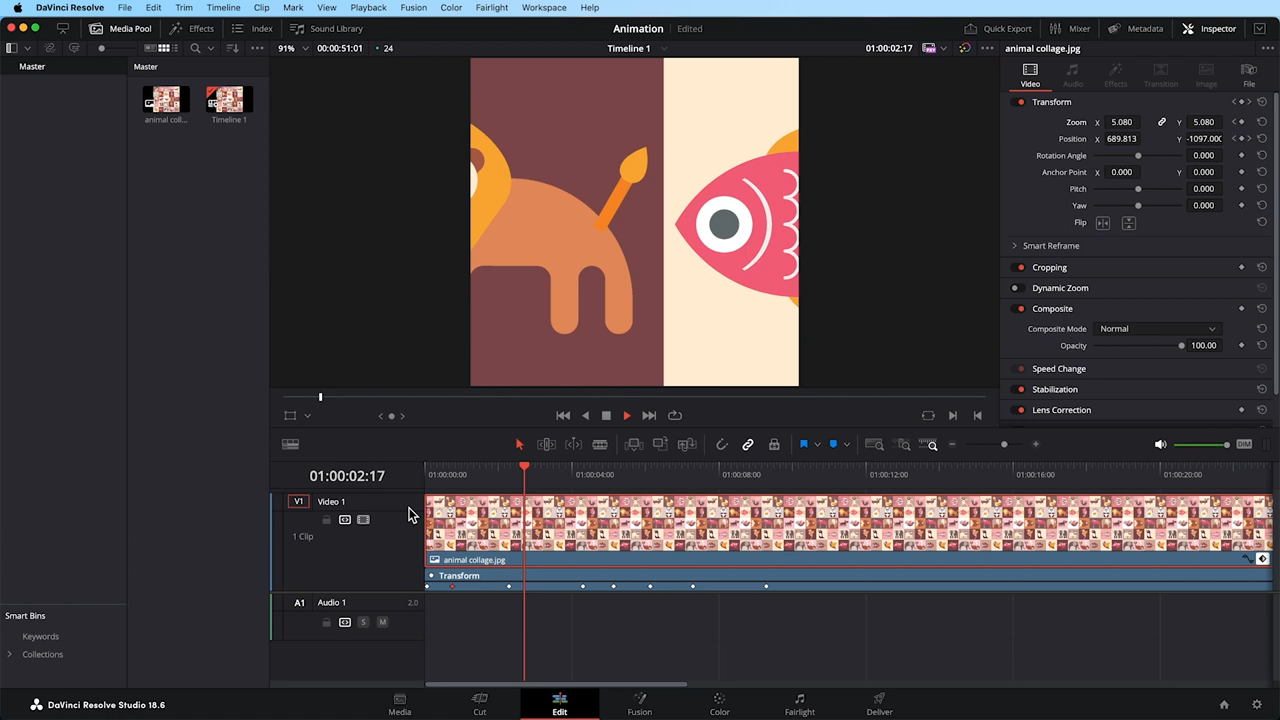 DaVinci Resolve File Edit Trim Timeline Clip Mark View Playback Fusion Color Fairlight Workspace Help
Media Pool Effects Index Sound Library Animation Edited Quick Export Mixer Metadata Inspector
91% 00:00:51:01 24 Timeline 1 01:00:02:17 animal collage.jpg
Master Master
Video Audio Effects Transition Image File
animal coll... Timeline 1
Transform
Zoom X 5.080 Y 5.080
Position X 689.813 Y -1097.000
Rotation Angle 0.000
Anchor Point X 0.000 Y 0.000
Pitch 0.000
Yaw 0.000
Flip
Smart Reframe
Cropping
Dynamic Zoom
Composite
Composite Mode Normal
Opacity 100.00
Speed Change
Stabilization
Lens Correction
DIM
01:00:02:17 01:00:00:00 01:00:04:00 01:00:08:00 01:00:12:00 01:00:16:00 01:00:20:00
V1 Video 1
1 Clip
animal collage.jpg
Transform
A1 Audio 1 2.0
S M
Smart Bins
Keywords
Collections
DaVinci Resolve Studio 18.6 Media Cut Edit Fusion Color Fairlight Deliver